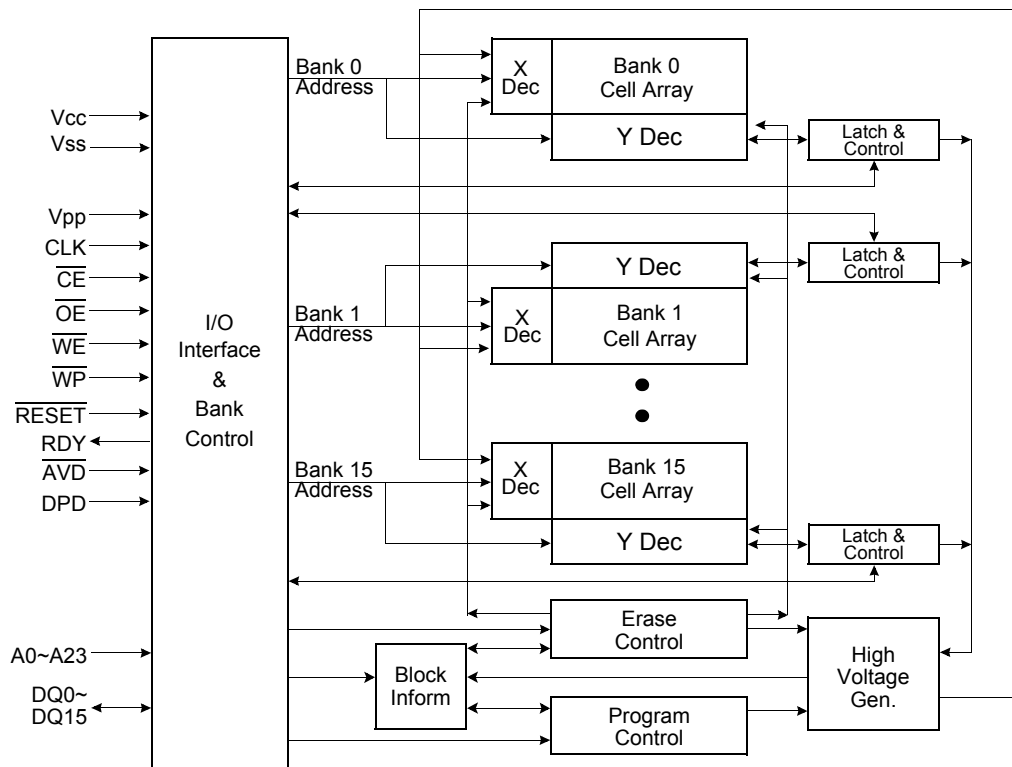 Vcc
Vss
Vpp
CLK
CE
OE
WE
WP
RESET
RDY
AVD
DPD
A0~A23
DQ0~
DQ15
I/O
Interface
&
Bank
Control
Bank 0
Address
X
Dec
Bank 0
Cell Array
Y Dec
Latch &
Control
Bank 1
Address
Y Dec
X
Dec
Bank 1
Cell Array
Latch &
Control
Bank 15
Address
X
Dec
Bank 15
Cell Array
Y Dec
Latch &
Control
Erase
Control
Block
Inform
Program
Control
High
Voltage
Gen.